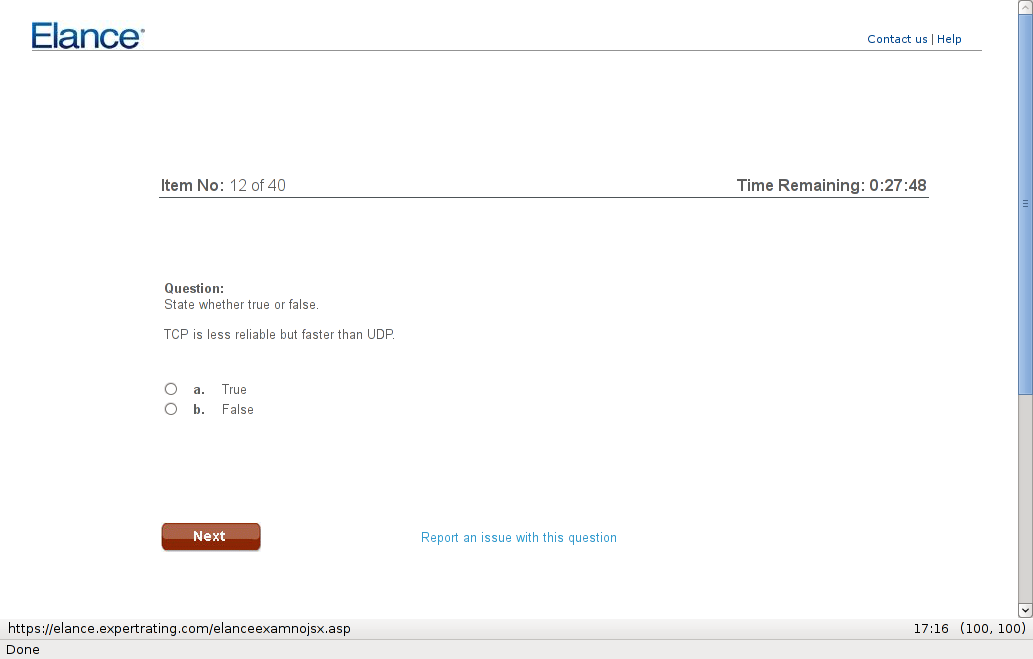 Elance®
Contact us | Help
Item No: 12 of 40
Time Remaining: 0:27:48
Question:
State whether true or false.
TCP is less reliable but faster than UDP.
a. True
b. False
Next
Report an issue with this question
https://elance.expertrating.com/elanceexamnojsx.asp
17:16 (100, 100)
Done